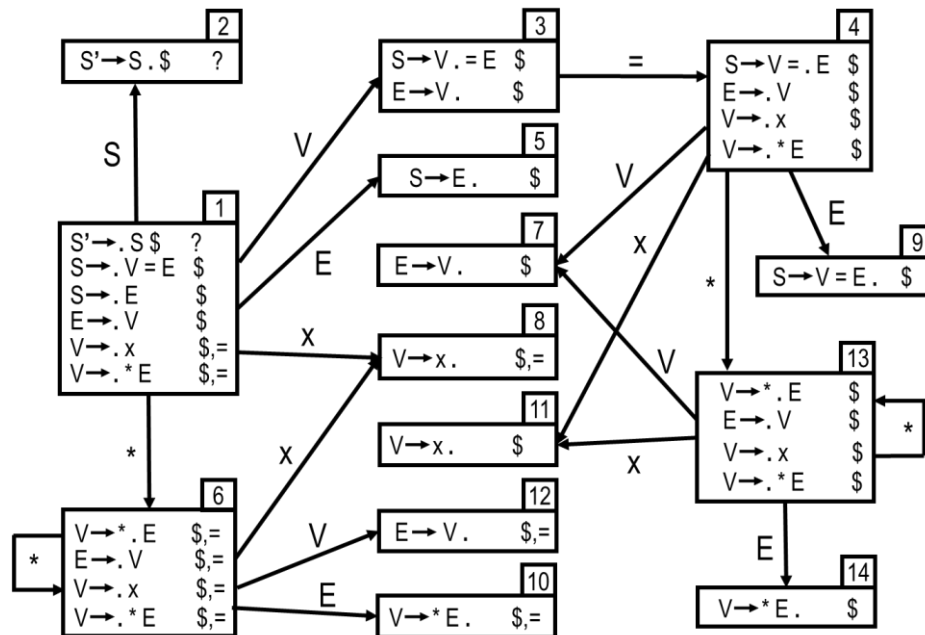 2
S'→S.$ ?
3
S→V.=E $
E→V. $
=
4
S→V=.E $
E→.V $
V→.x $
V→.*E $
S
V
5
S→E. $
E
1
S'→.S$ ?
S→.V=E $
S→.E $
E→.V $
V→.x $,=
V→.*E $,=
7
E→V. $
V
x
*
E
9
S→V=E. $
x
8
V→x. $,=
V
13
V→*.E $
E→.V $
V→.x $
V→.*E $
*
11
V→x. $
x
*
x
6
V→*.E $,=
E→.V $,=
V→.x $,=
V→.*E $,=
*
V
12
E→V. $,=
E
10
V→*E. $,=
E
14
V→*E. $